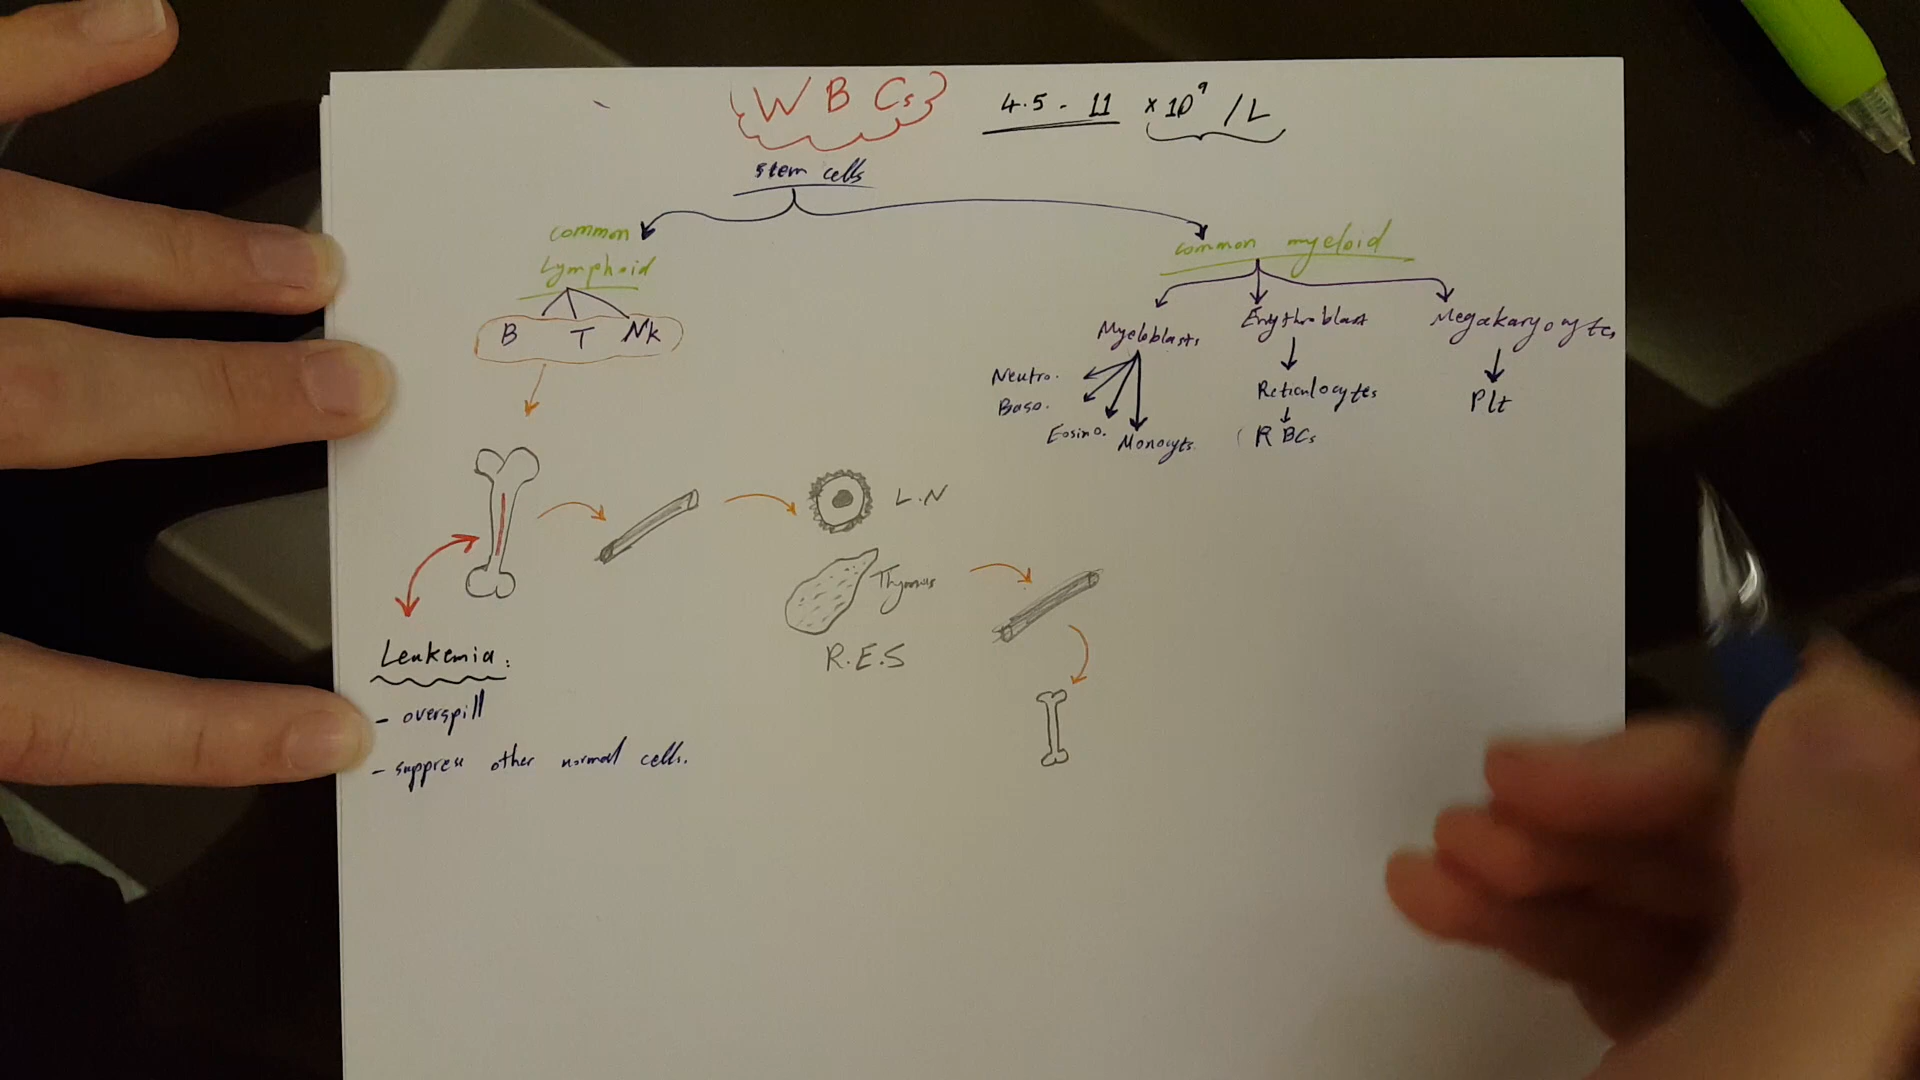 WBCs 4.5 - 11 x10⁹ /L
stem cells
common
Lymphoid
B T Nk
common myeloid
Myeloblasts Erythroblast Megakaryocytes
Neutro.
Baso.
Eosino. Monocyts
Reticulocytes
RBCs
Plt
L.N
Thymus
R.E.S
Leukemia:
- overspill
- suppress other normal cells.